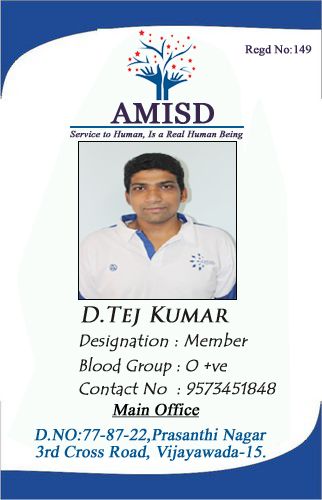 Regd No:149
AMISD
Service to Human, Is a Real Human Being
D.TEJ KUMAR
Designation : Member
Blood Group : O +ve
Contact No : 9573451848
Main Office
D.NO:77-87-22,Prasanthi Nagar
3rd Cross Road, Vijayawada-15.